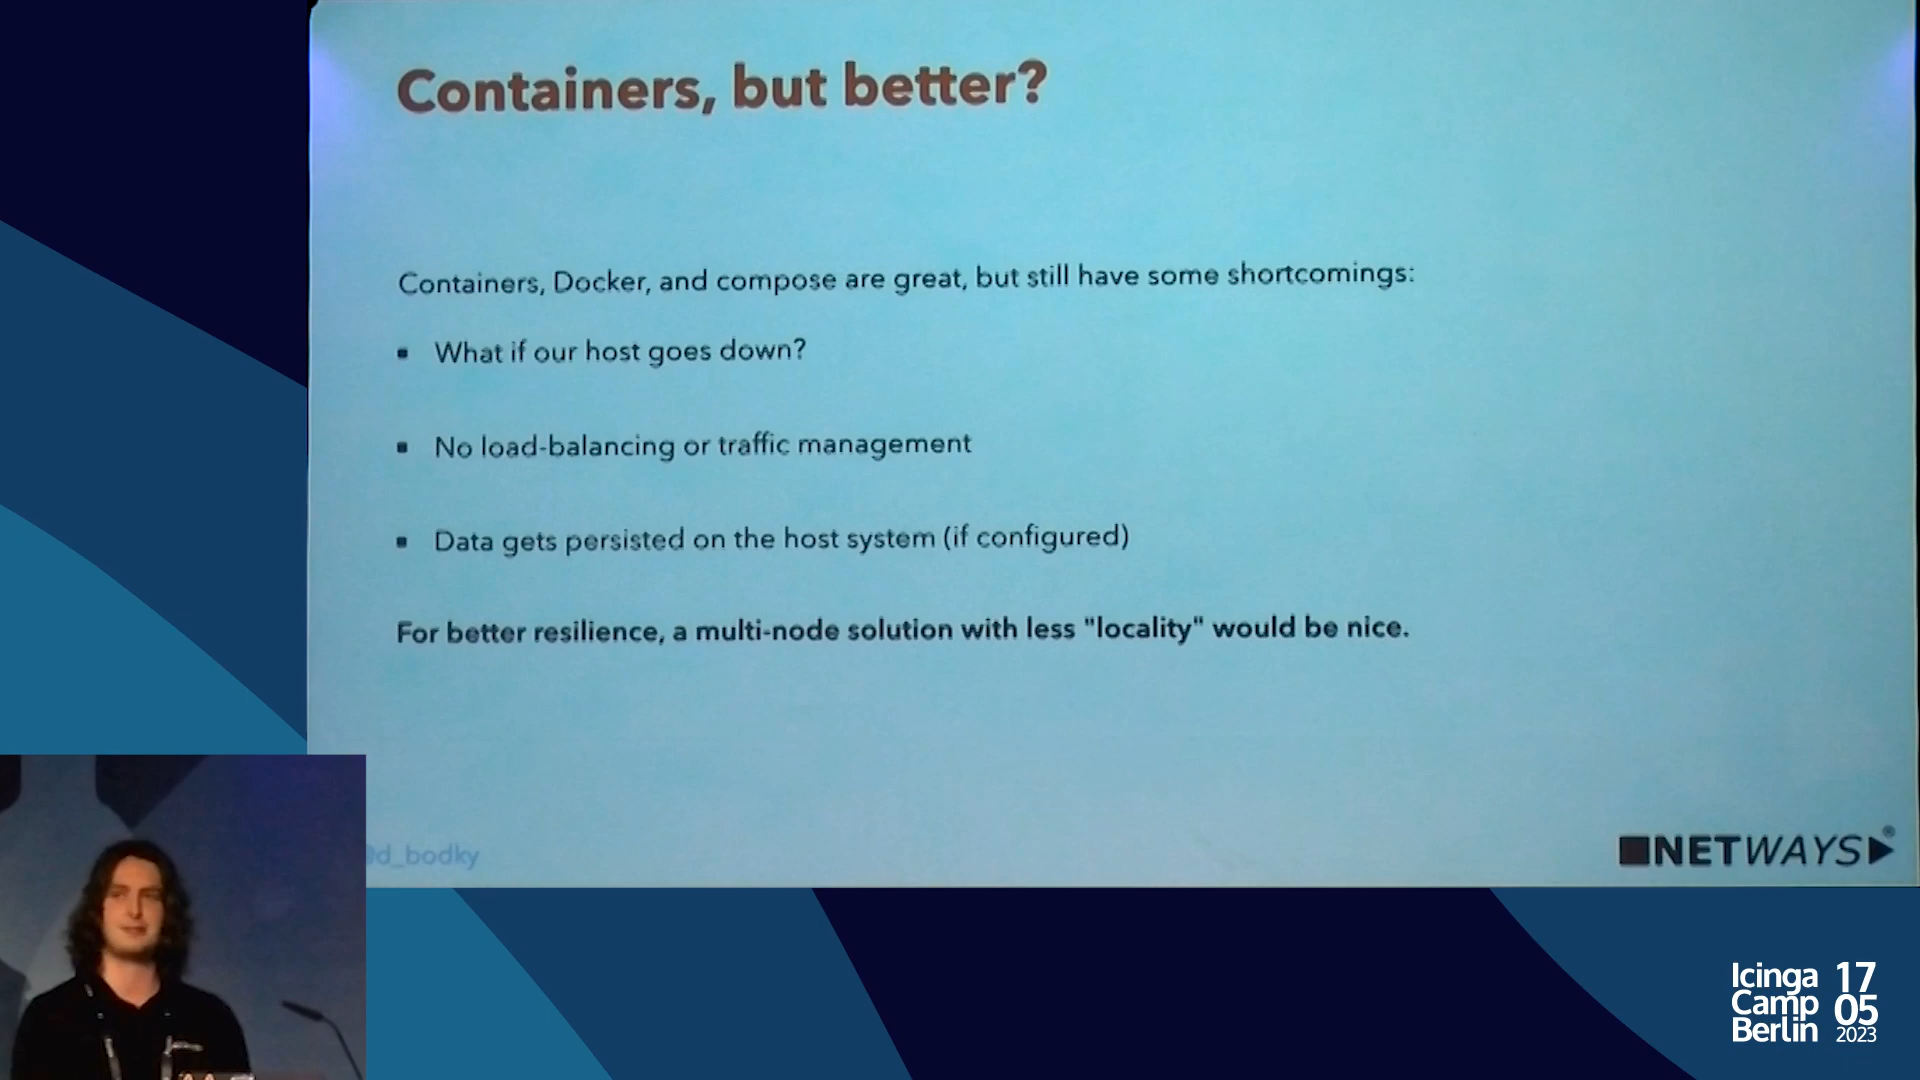 Containers, but better?
Containers, Docker, and compose are great, but still have some shortcomings:
▪ What if our host goes down?
▪ No load-balancing or traffic management
▪ Data gets persisted on the host system (if configured)
For better resilience, a multi-node solution with less "locality" would be nice.
@d_bodky
NETWAYS®
Icinga 17
Camp 05
Berlin 2023